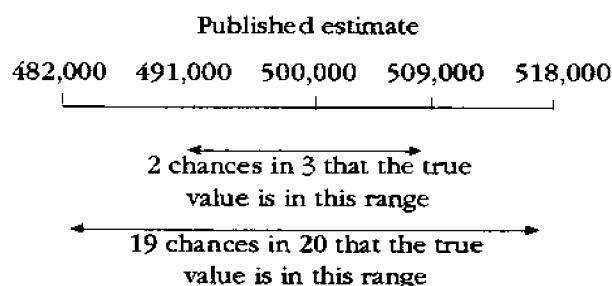 Published estimate
482,000 491,000 500,000 509,000 518,000
2 chances in 3 that the true
value is in this range
19 chances in 20 that the true
value is in this range